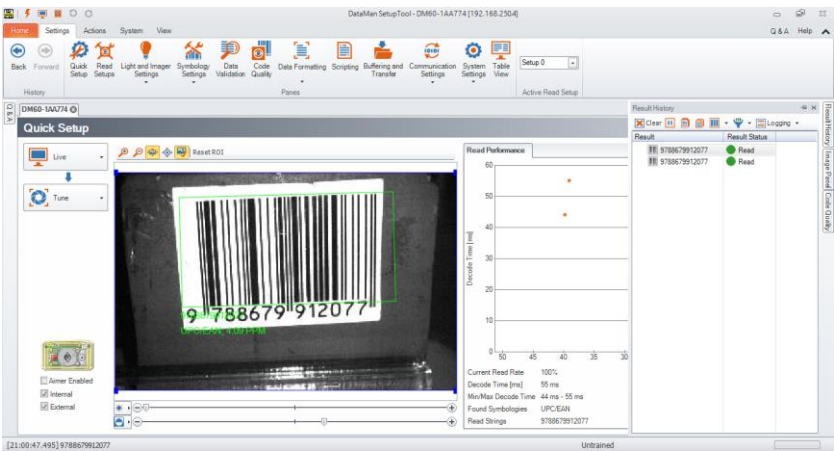 DataMan SetupTool - DM60-1AA774 [192.168.2504]
Home Settings Actions System View Q&A Help
Back Forward Quick Setup Read Setups Light and Imager Settings Symbology Settings Data Validation Code Quality Data Formatting Scripting Buffering and Transfer Communication Settings System Settings Table View Setup 0
History Panes Active Read Setup
Q & A
DM60-1AA774
Quick Setup
Live
Tune
Aimer Enabled
Internal
External
Reset ROI
9 788679 912077
Read Performance
Decode Time [ms]
60
50
40
30
20
10
0
50 45 40 35 30
Current Read Rate 100%
Decode Time [ms] 55 ms
Min/Max Decode Time 44 ms - 55 ms
Found Symbologies UPC/EAN
Read Strings 9788679912077
Result History
Clear Logging
Result Result Status
9788679912077 Read
9788679912077 Read
Result History Image Panel Code Quality
[21:00:47.495] 9788679912077 Untrained